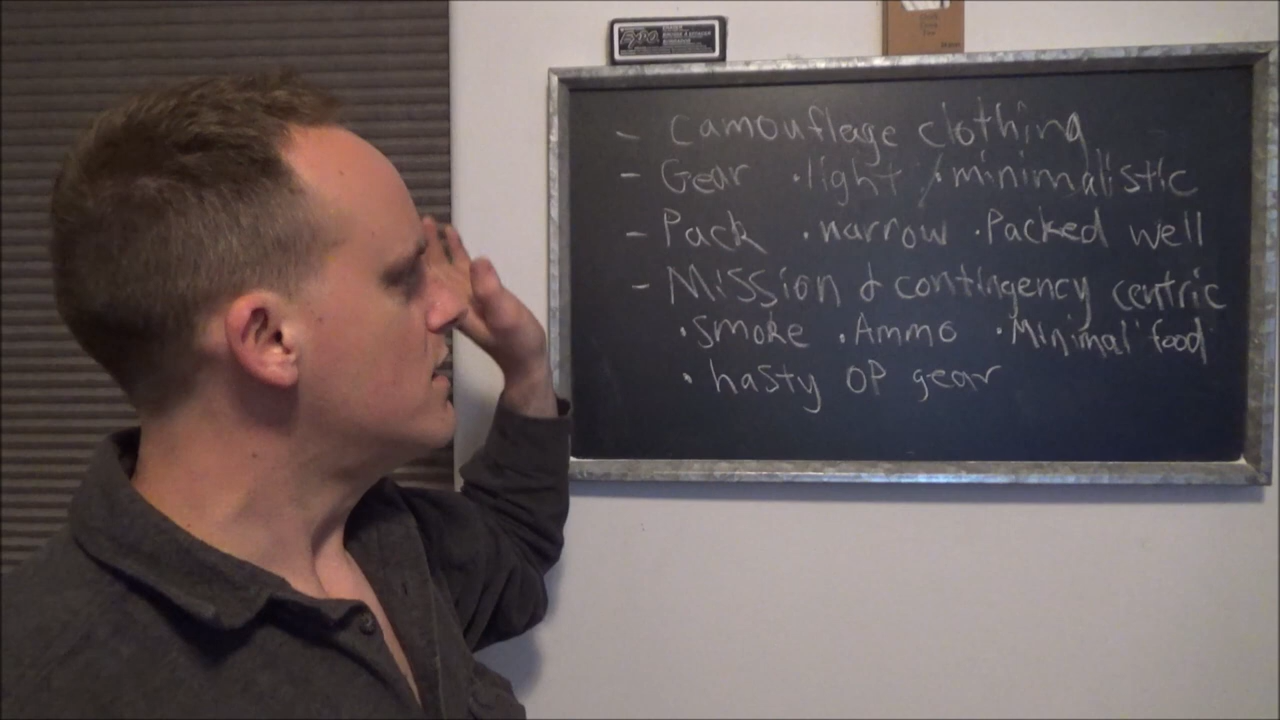 EXPO
- Camouflage clothing
- Gear · light / · minimalistic
- Pack · narrow · Packed well
- Mission & contingency centric
· Smoke · Ammo · Minimal food
· hasty OP gear